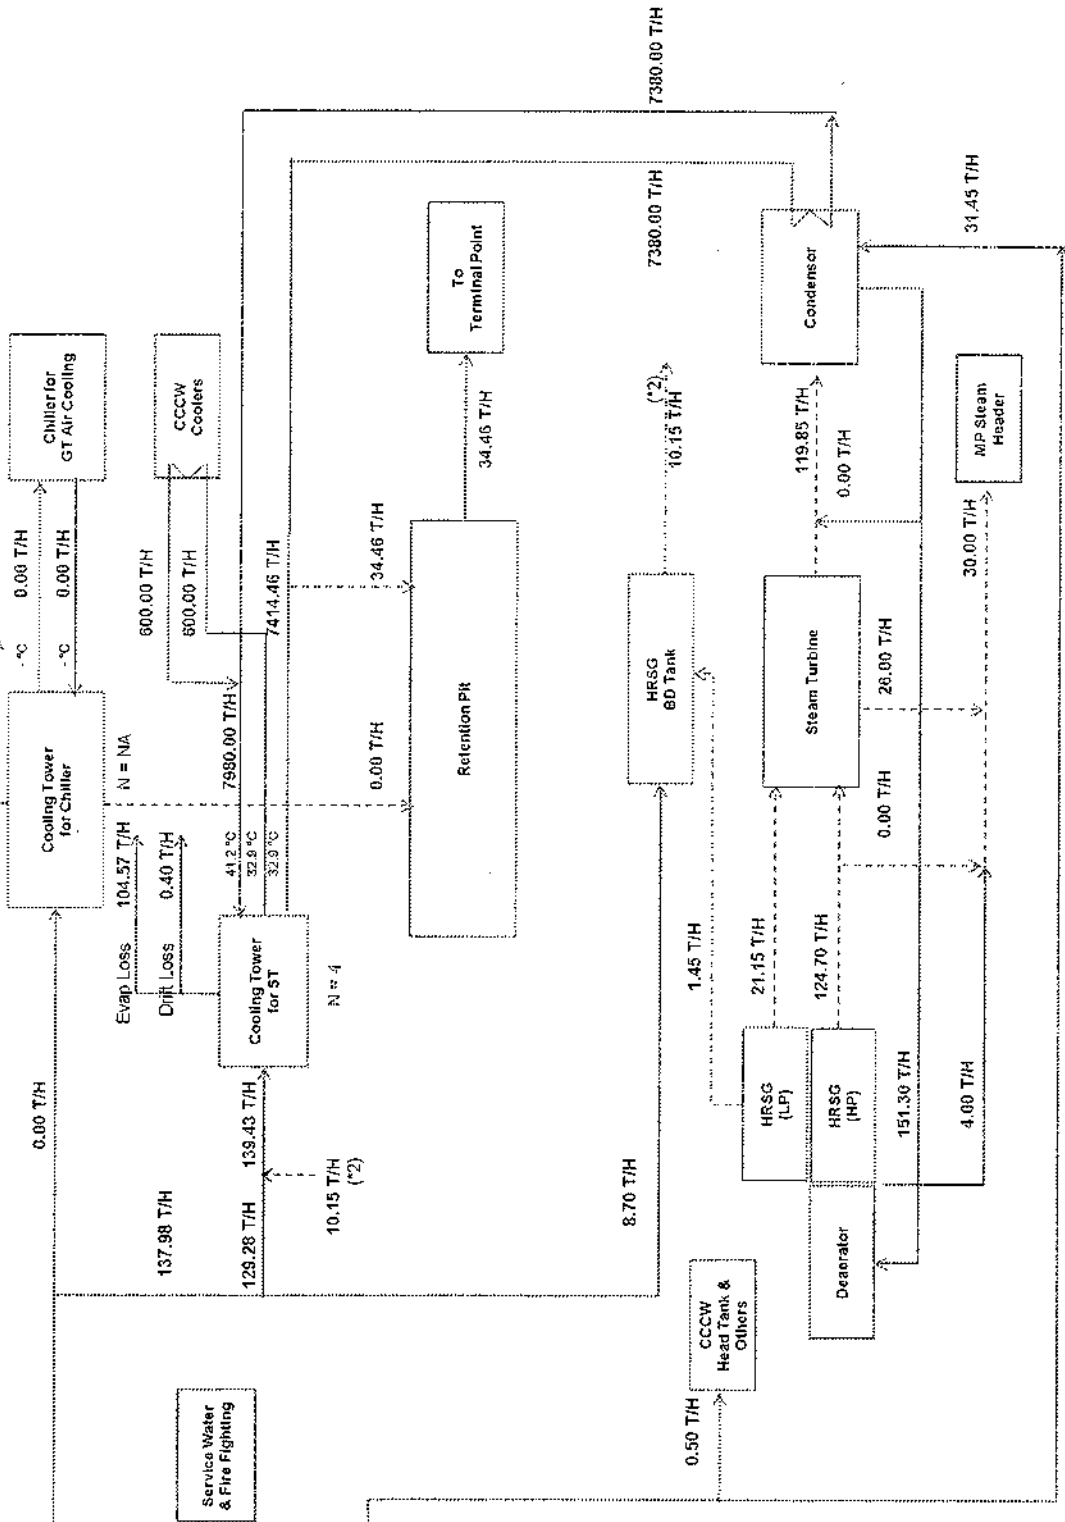 Service Water
& Fire Fighting
0.00 T/H
137.98 T/H
129.28 T/H
139.43 T/H
10.15 T/H
(*2)
8.70 T/H
Cooling Tower
for Chiller
N = NA
- °C
0.00 T/H
- °C
0.00 T/H
Chiller for
GT Air Cooling
Evap Loss
104.57 T/H
Drift Loss
0.40 T/H
Cooling Tower
for ST
N = 4
41.2 °C
32.9 °C
32.9 °C
7980.00 T/H
600.00 T/H
600.00 T/H
CCCW
Coolers
7414.46 T/H
0.00 T/H
34.46 T/H
Retention Pit
34.46 T/H
To
Terminal Point
7380.00 T/H
7380.00 T/H
HRSG
BD Tank
10.15 T/H
(*2)
1.45 T/H
HRSG
(LP)
21.15 T/H
HRSG
(HP)
124.70 T/H
Steam Turbine
119.85 T/H
0.00 T/H
Condensor
31.45 T/H
0.00 T/H
26.00 T/H
30.00 T/H
MP Steam
Header
Deaerator
151.30 T/H
4.00 T/H
CCCW
Head Tank &
Others
0.50 T/H